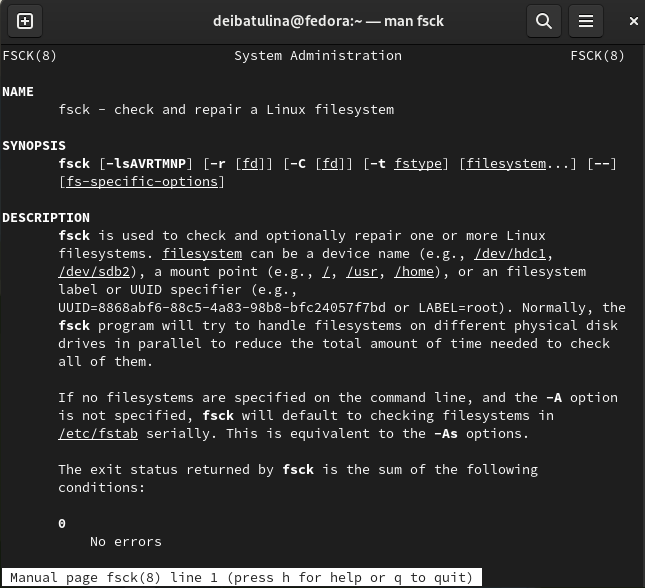 deibatulina@fedora:~ — man fsck
FSCK(8) System Administration FSCK(8)
NAME
fsck - check and repair a Linux filesystem
SYNOPSIS
fsck [-lsAVRTMNP] [-r [fd]] [-C [fd]] [-t fstype] [filesystem...] [--]
[fs-specific-options]
DESCRIPTION
fsck is used to check and optionally repair one or more Linux
filesystems. filesystem can be a device name (e.g., /dev/hdc1,
/dev/sdb2), a mount point (e.g., /, /usr, /home), or an filesystem
label or UUID specifier (e.g.,
UUID=8868abf6-88c5-4a83-98b8-bfc24057f7bd or LABEL=root). Normally, the
fsck program will try to handle filesystems on different physical disk
drives in parallel to reduce the total amount of time needed to check
all of them.
If no filesystems are specified on the command line, and the -A option
is not specified, fsck will default to checking filesystems in
/etc/fstab serially. This is equivalent to the -As options.
The exit status returned by fsck is the sum of the following
conditions:
0
No errors
Manual page fsck(8) line 1 (press h for help or q to quit)